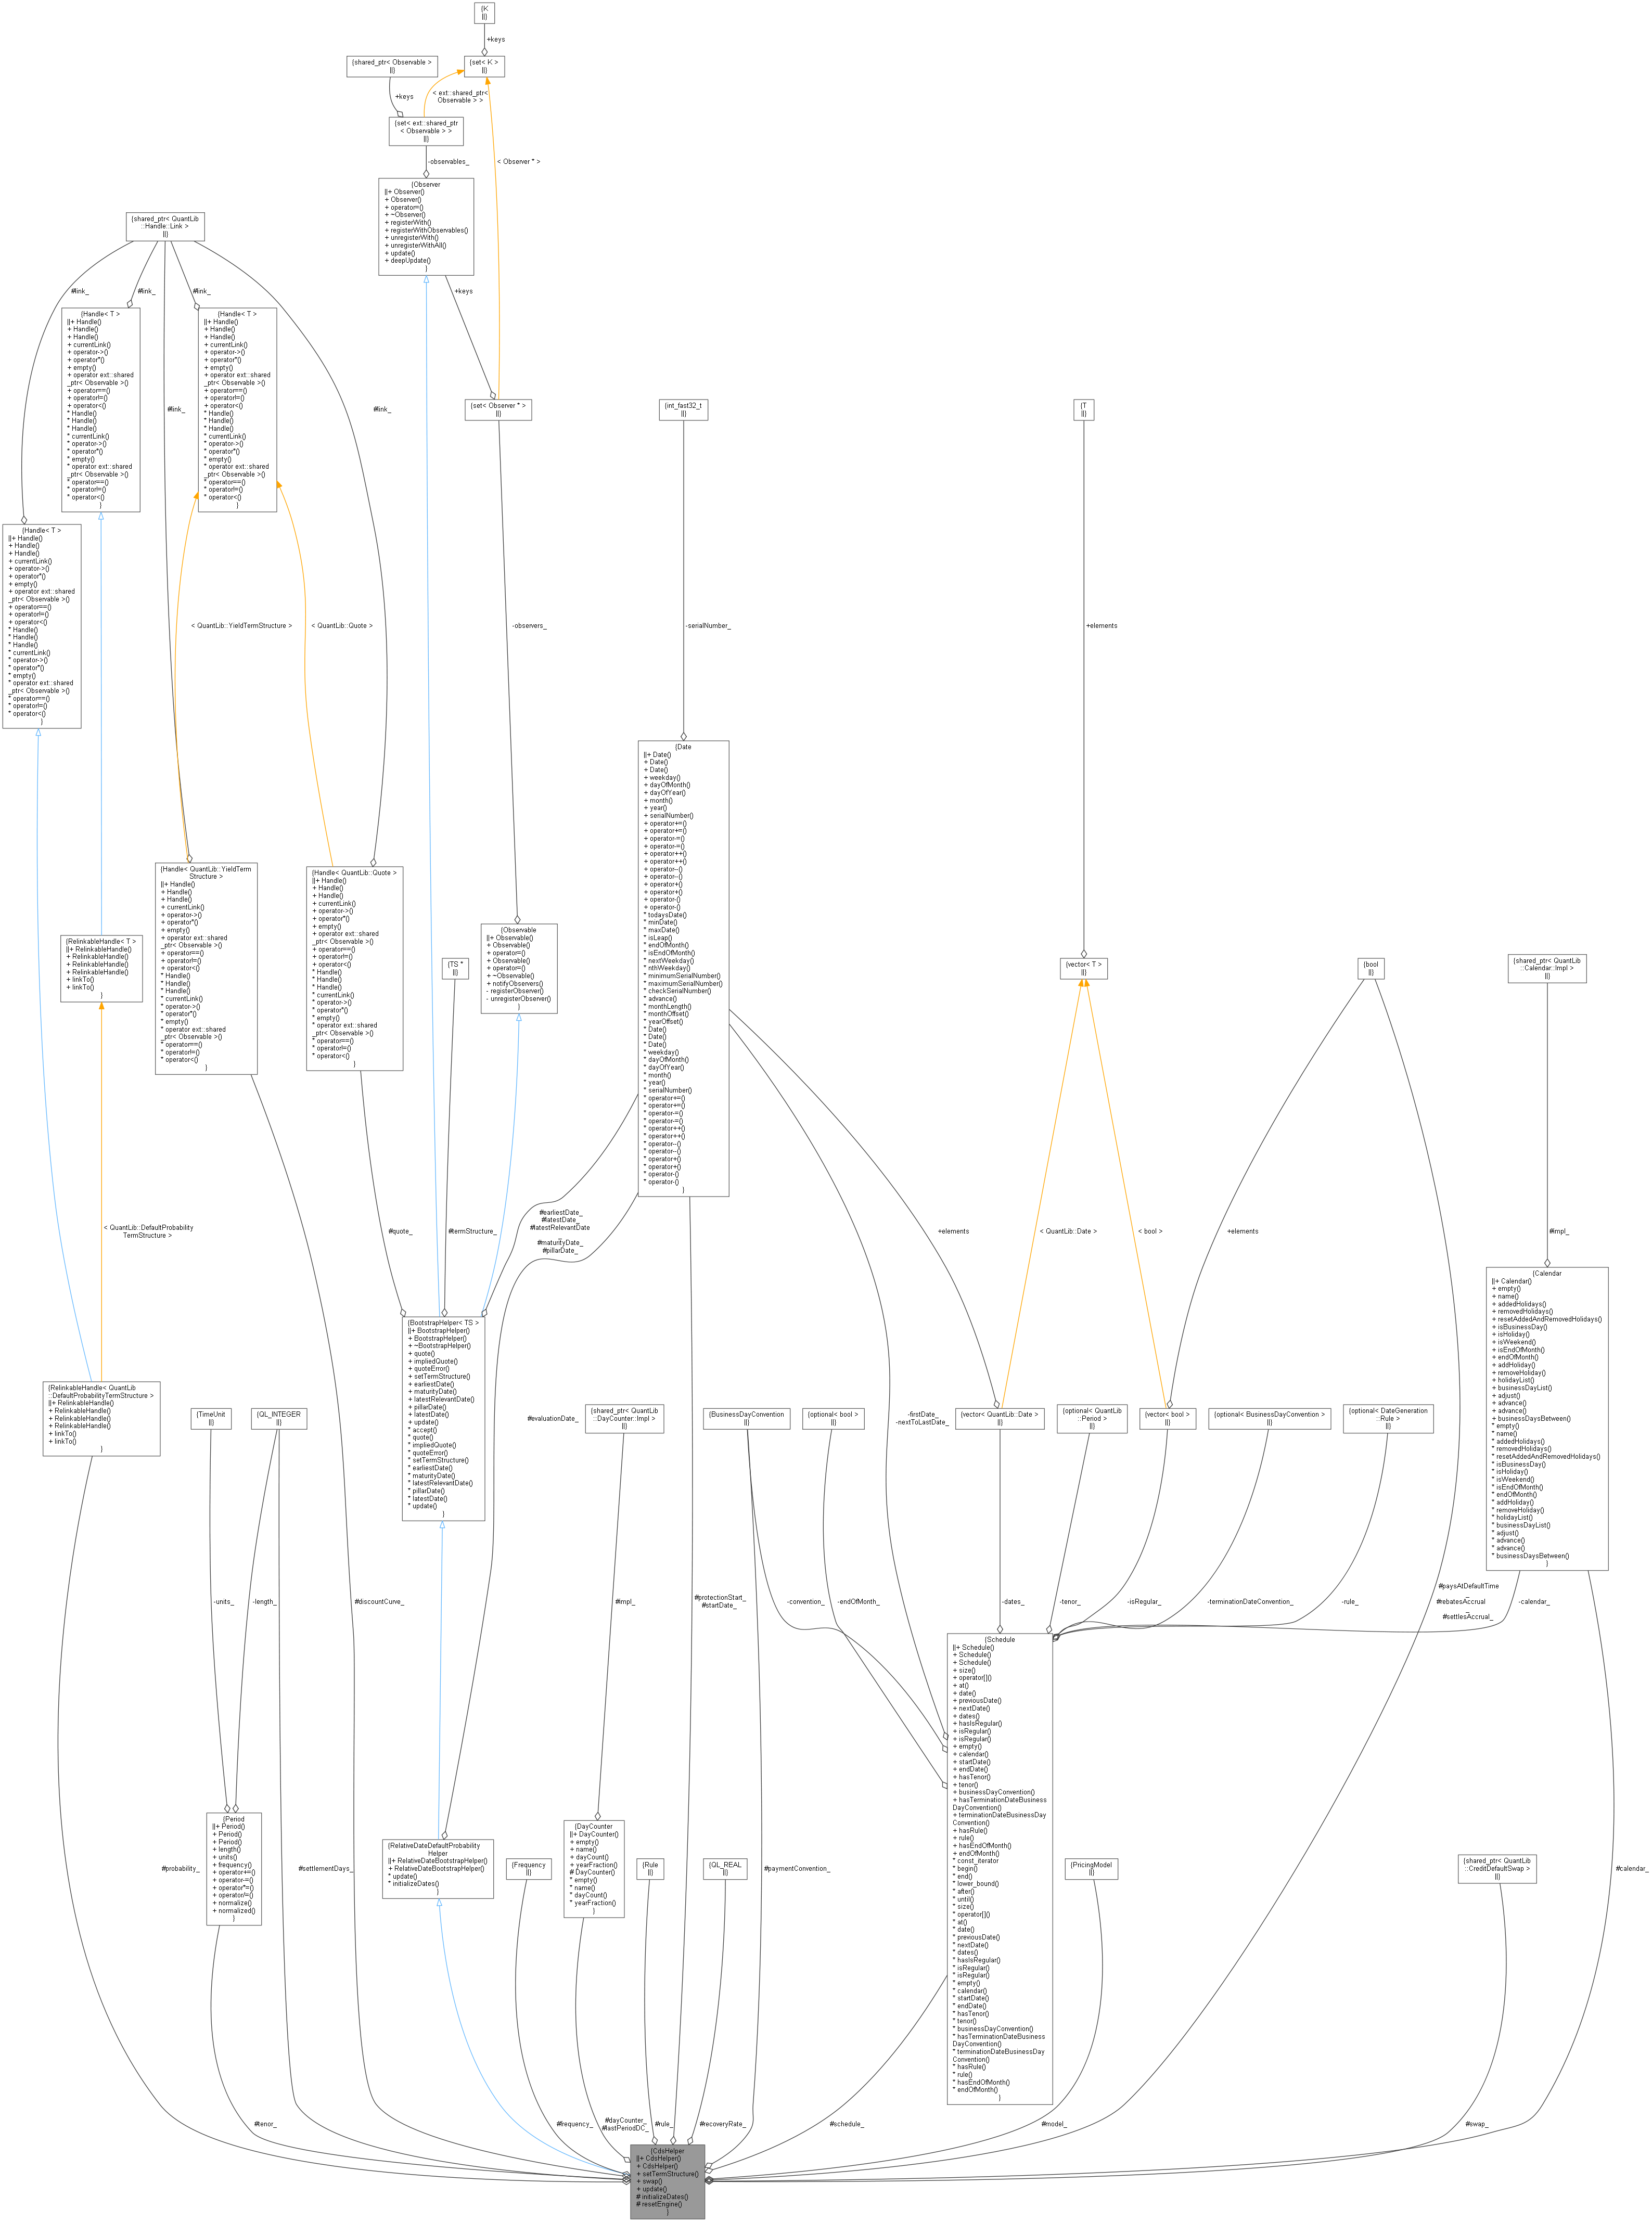 {K
||}
+keys
{shared_ptr< Observable >
||}
{set< K >
||}
+keys
< ext::shared_ptr<
Observable > >
{set< ext::shared_ptr
< Observable > >
||}
-observables_
< Observer * >
{Observer
||+ Observer()
+ Observer()
+ operator=()
+ ~Observer()
+ registerWith()
+ registerWithObservables()
+ unregisterWith()
+ unregisterWithAll()
+ update()
+ deepUpdate()
}
{shared_ptr< QuantLib
::Handle::Link >
||}
#link_
#link_
#link_
+keys
{Handle< T >
||+ Handle()
+ Handle()
+ Handle()
+ currentLink()
+ operator->()
+ operator*()
+ empty()
+ operator ext::shared
_ptr< Observable >()
+ operator==()
+ operator!=()
+ operator<()
* Handle()
* Handle()
* Handle()
* currentLink()
* operator->()
* operator*()
* empty()
* operator ext::shared
_ptr< Observable >()
* operator==()
* operator!=()
* operator<()
}
{Handle< T >
||+ Handle()
+ Handle()
+ Handle()
+ currentLink()
+ operator->()
+ operator*()
+ empty()
+ operator ext::shared
_ptr< Observable >()
+ operator==()
+ operator!=()
+ operator<()
* Handle()
* Handle()
* Handle()
* currentLink()
* operator->()
* operator*()
* empty()
* operator ext::shared
_ptr< Observable >()
* operator==()
* operator!=()
* operator<()
}
#link_
#link_
{set< Observer * >
||}
{int_fast32_t
||}
{T
||}
{Handle< T >
||+ Handle()
+ Handle()
+ Handle()
+ currentLink()
+ operator->()
+ operator*()
+ empty()
+ operator ext::shared
_ptr< Observable >()
+ operator==()
+ operator!=()
+ operator<()
* Handle()
* Handle()
* Handle()
* currentLink()
* operator->()
* operator*()
* empty()
* operator ext::shared
_ptr< Observable >()
* operator==()
* operator!=()
* operator<()
}
< QuantLib::YieldTermStructure >
< QuantLib::Quote >
-observers_
-serialNumber_
+elements
{Date
||+ Date()
+ Date()
+ Date()
+ weekday()
+ dayOfMonth()
+ dayOfYear()
+ month()
+ year()
+ serialNumber()
+ operator+=()
+ operator+=()
+ operator-=()
+ operator-=()
+ operator++()
+ operator++()
+ operator--()
+ operator--()
+ operator+()
+ operator+()
+ operator-()
+ operator-()
* todaysDate()
* minDate()
* maxDate()
* isLeap()
* endOfMonth()
* isEndOfMonth()
* nextWeekday()
* nthWeekday()
* minimumSerialNumber()
* maximumSerialNumber()
* checkSerialNumber()
* advance()
* monthLength()
* monthOffset()
* yearOffset()
* Date()
* Date()
* Date()
* weekday()
* dayOfMonth()
* dayOfYear()
* month()
* year()
* serialNumber()
* operator+=()
* operator+=()
* operator-=()
* operator-=()
* operator++()
* operator++()
* operator--()
* operator--()
* operator+()
* operator+()
* operator-()
* operator-()
}
{Handle< QuantLib::YieldTerm
Structure >
||+ Handle()
+ Handle()
+ Handle()
+ currentLink()
+ operator->()
+ operator*()
+ empty()
+ operator ext::shared
_ptr< Observable >()
+ operator==()
+ operator!=()
+ operator<()
* Handle()
* Handle()
* Handle()
* currentLink()
* operator->()
* operator*()
* empty()
* operator ext::shared
_ptr< Observable >()
* operator==()
* operator!=()
* operator<()
}
{Handle< QuantLib::Quote >
||+ Handle()
+ Handle()
+ Handle()
+ currentLink()
+ operator->()
+ operator*()
+ empty()
+ operator ext::shared
_ptr< Observable >()
+ operator==()
+ operator!=()
+ operator<()
* Handle()
* Handle()
* Handle()
* currentLink()
* operator->()
* operator*()
* empty()
* operator ext::shared
_ptr< Observable >()
* operator==()
* operator!=()
* operator<()
}
{RelinkableHandle< T >
||+ RelinkableHandle()
+ RelinkableHandle()
+ RelinkableHandle()
+ RelinkableHandle()
+ linkTo()
+ linkTo()
}
{TS *
||}
{Observable
||+ Observable()
+ Observable()
+ operator=()
+ Observable()
+ operator=()
+ ~Observable()
+ notifyObservers()
- registerObserver()
- unregisterObserver()
}
{vector< T >
||}
{bool
||}
{shared_ptr< QuantLib
::Calendar::Impl >
||}
< QuantLib::DefaultProbability
TermStructure >
#quote_
#termStructure_
#earliestDate_
#latestDate_
#latestRelevantDate
_
#maturityDate_
#pillarDate_
+elements
< QuantLib::Date >
< bool >
+elements
#impl_
{BootstrapHelper< TS >
||+ BootstrapHelper()
+ BootstrapHelper()
+ ~BootstrapHelper()
+ quote()
+ impliedQuote()
+ quoteError()
+ setTermStructure()
+ earliestDate()
+ maturityDate()
+ latestRelevantDate()
+ pillarDate()
+ latestDate()
+ update()
* accept()
* quote()
* impliedQuote()
* quoteError()
* setTermStructure()
* earliestDate()
* maturityDate()
* latestRelevantDate()
* pillarDate()
* latestDate()
* update()
}
{Calendar
||+ Calendar()
+ empty()
+ name()
+ addedHolidays()
+ removedHolidays()
+ resetAddedAndRemovedHolidays()
+ isBusinessDay()
+ isHoliday()
+ isWeekend()
+ isEndOfMonth()
+ endOfMonth()
+ addHoliday()
+ removeHoliday()
+ holidayList()
+ businessDayList()
+ adjust()
+ advance()
+ advance()
+ businessDaysBetween()
* empty()
* name()
* addedHolidays()
* removedHolidays()
* resetAddedAndRemovedHolidays()
* isBusinessDay()
* isHoliday()
* isWeekend()
* isEndOfMonth()
* endOfMonth()
* addHoliday()
* removeHoliday()
* holidayList()
* businessDayList()
* adjust()
* advance()
* advance()
* businessDaysBetween()
}
{RelinkableHandle< QuantLib
::DefaultProbabilityTermStructure >
||+ RelinkableHandle()
+ RelinkableHandle()
+ RelinkableHandle()
+ RelinkableHandle()
+ linkTo()
+ linkTo()
}
{TimeUnit
||}
{QL_INTEGER
||}
#evaluationDate_
{shared_ptr< QuantLib
::DayCounter::Impl >
||}
{BusinessDayConvention
||}
{optional< bool >
||}
-firstDate_
-nextToLastDate_
{vector< QuantLib::Date >
||}
{optional< QuantLib
::Period >
||}
{vector< bool >
||}
{optional< BusinessDayConvention >
||}
{optional< DateGeneration
::Rule >
||}
-units_
-length_
#discountCurve_
#impl_
#protectionStart_
#startDate_
-convention_
-endOfMonth_
-dates_
-tenor_
-isRegular_
-terminationDateConvention_
-rule_
#paysAtDefaultTime
_
#rebatesAccrual
_
#settlesAccrual_
-calendar_
{Schedule
||+ Schedule()
+ Schedule()
+ Schedule()
+ size()
+ operator[]()
+ at()
+ date()
+ previousDate()
+ nextDate()
+ dates()
+ hasIsRegular()
+ isRegular()
+ isRegular()
+ empty()
+ calendar()
+ startDate()
+ endDate()
+ hasTenor()
+ tenor()
+ businessDayConvention()
+ hasTerminationDateBusiness
DayConvention()
+ terminationDateBusinessDay
Convention()
+ hasRule()
+ rule()
+ hasEndOfMonth()
+ endOfMonth()
* const_iterator
* begin()
* end()
* lower_bound()
* after()
* until()
* size()
* operator[]()
* at()
* date()
* previousDate()
* nextDate()
* dates()
* hasIsRegular()
* isRegular()
* isRegular()
* empty()
* calendar()
* startDate()
* endDate()
* hasTenor()
* tenor()
* businessDayConvention()
* hasTerminationDateBusiness
DayConvention()
* terminationDateBusinessDay
Convention()
* hasRule()
* rule()
* hasEndOfMonth()
* endOfMonth()
}
#probability_
{Period
||+ Period()
+ Period()
+ Period()
+ length()
+ units()
+ frequency()
+ operator+=()
+ operator-=()
+ operator*=()
+ operator/=()
+ normalize()
+ normalized()
}
#settlementDays_
{RelativeDateDefaultProbability
Helper
||+ RelativeDateBootstrapHelper()
+ RelativeDateBootstrapHelper()
* update()
* initializeDates()
}
{Frequency
||}
{DayCounter
||+ DayCounter()
+ empty()
+ name()
+ dayCount()
+ yearFraction()
# DayCounter()
* empty()
* name()
* dayCount()
* yearFraction()
}
{Rule
||}
{QL_REAL
||}
#paymentConvention_
{PricingModel
||}
{shared_ptr< QuantLib
::CreditDefaultSwap >
||}
#calendar_
#tenor_
#frequency_
#dayCounter_
#lastPeriodDC_
#rule_
#recoveryRate_
#schedule_
#model_
#swap_
{CdsHelper
||+ CdsHelper()
+ CdsHelper()
+ setTermStructure()
+ swap()
+ update()
# initializeDates()
# resetEngine()
}